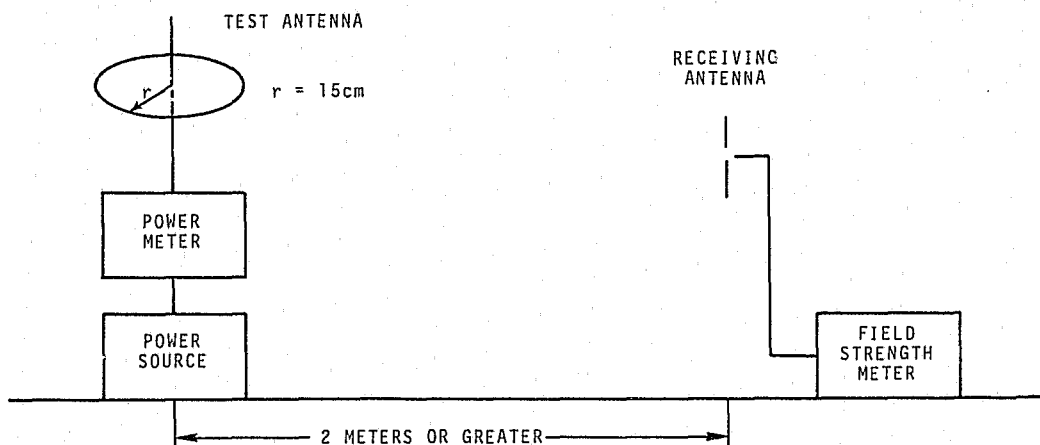 TEST ANTENNA
r
r = 15cm
RECEIVING
ANTENNA
POWER
METER
POWER
SOURCE
FIELD
STRENGTH
METER
2 METERS OR GREATER